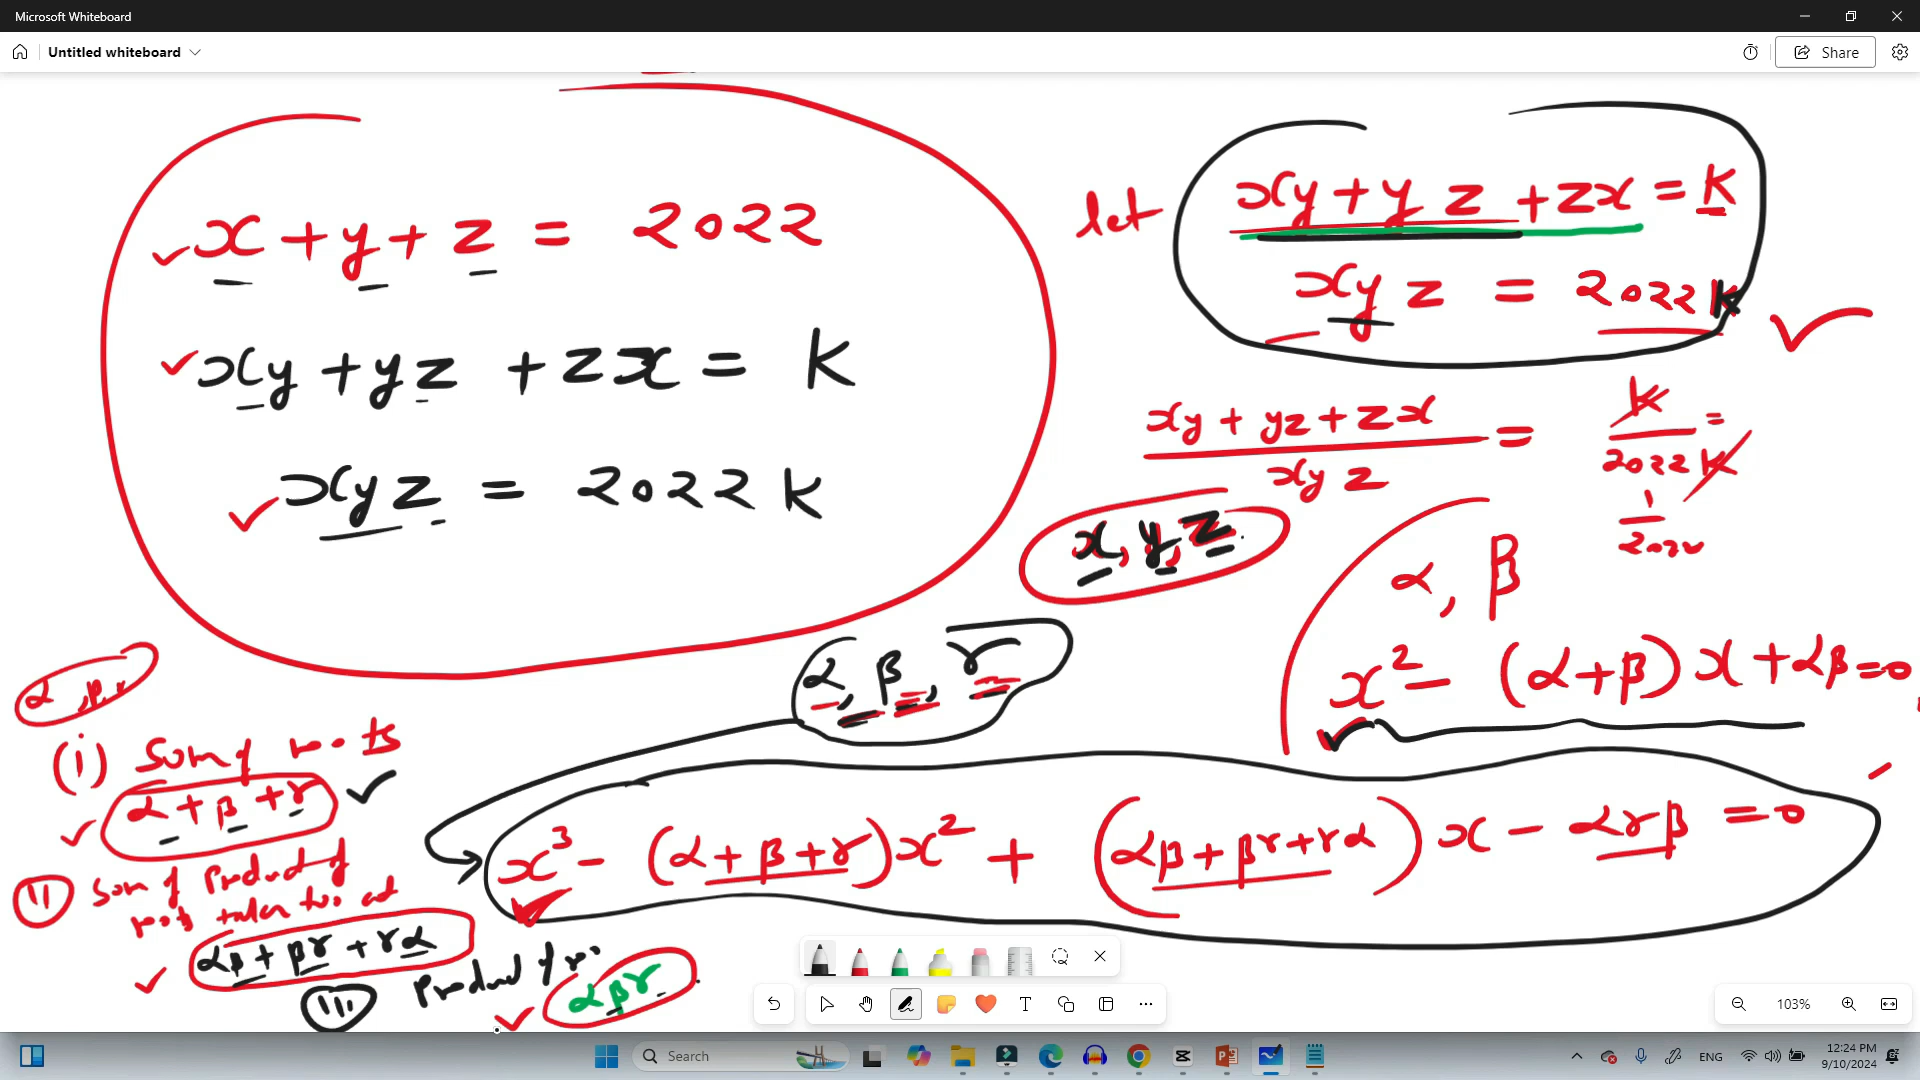 Microsoft Whiteboard
Untitled whiteboard
Share
x + y + z = 2022
xy + yz + zx = K
xyz = 2022 K
let xy + yz + zx = K
xyz = 2022 K
(xy + yz + zx) / xyz = K / 2022 K =
1 / 2022
x, y, z
α, β
x² - (α+β) x + αβ = 0
α, β, γ
(i) Sum of roots
α + β + γ
(ii) Sum of Product of
roots taken two at
αβ + βγ + γα
(iii) Product of
αβγ
x³ - (α + β + γ) x² + (αβ + βγ + γα) x - αγβ = 0
103%
Search
ENG
12:24 PM
9/10/2024